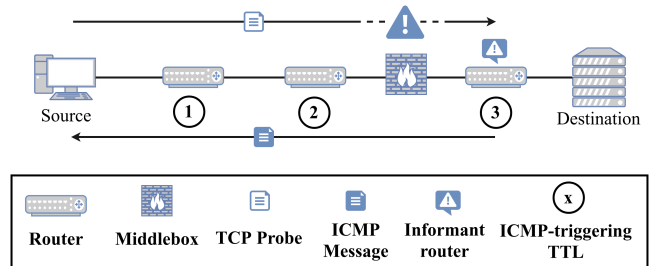 Source
1
2
3
Destination
Router
Middlebox
TCP Probe
ICMP
Message
Informant
router
x
ICMP-triggering
TTL